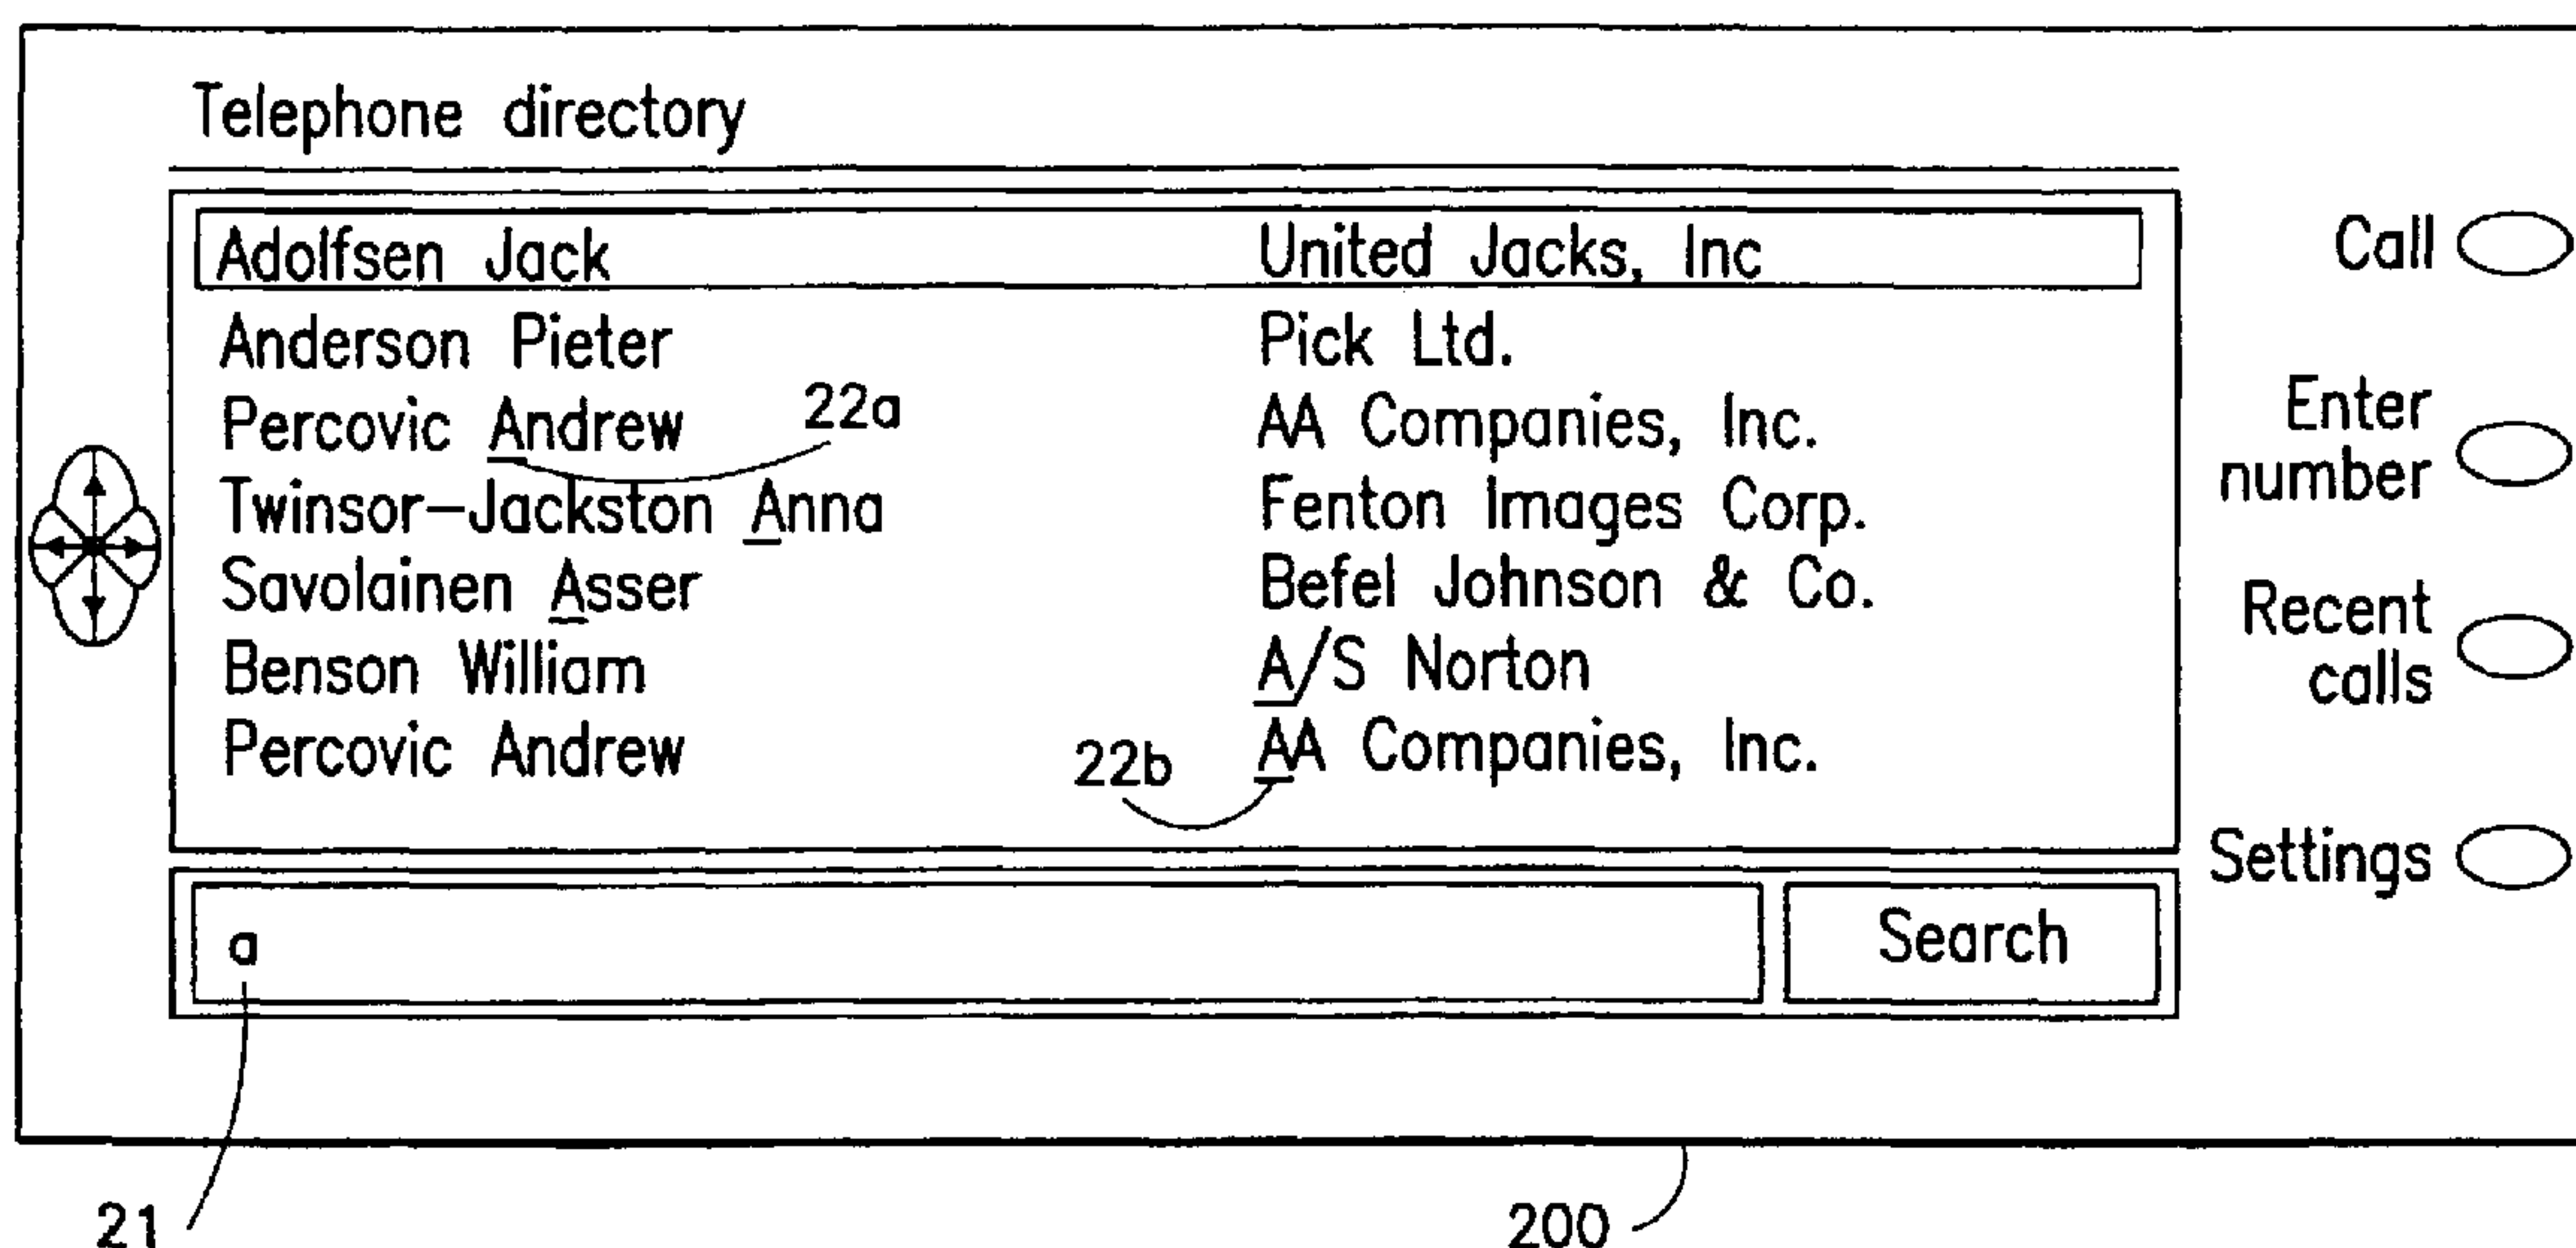 Telephone directory
Adolfsen Jack United Jacks, Inc
Anderson Pieter Pick Ltd.
Percovic Andrew AA Companies, Inc.
22a
Twinsor-Jackston Anna Fenton Images Corp.
Savolainen Asser Befel Johnson & Co.
Benson William A/S Norton
Percovic Andrew AA Companies, Inc.
22b
a Search
Call
Enter
number
Recent
calls
Settings
21 200